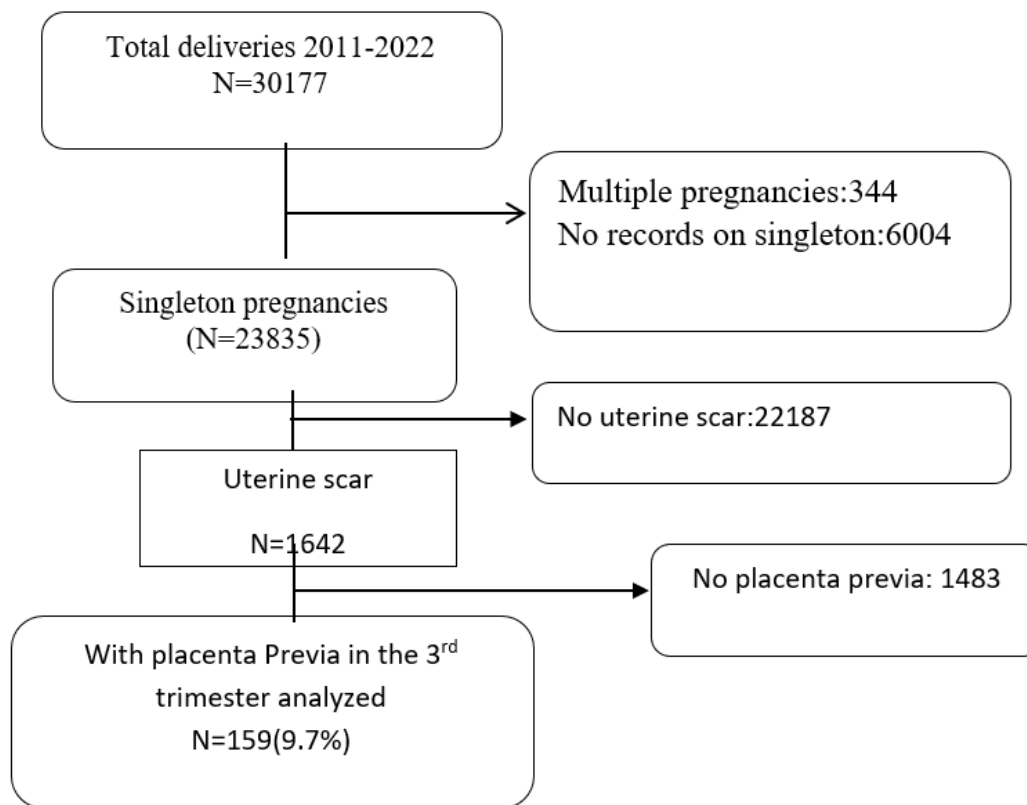 Total deliveries 2011-2022
N=30177
Multiple pregnancies:344
No records on singleton:6004
Singleton pregnancies
(N=23835)
No uterine scar:22187
Uterine scar
N=1642
No placenta previa: 1483
With placenta Previa in the 3rd
trimester analyzed
N=159(9.7%)